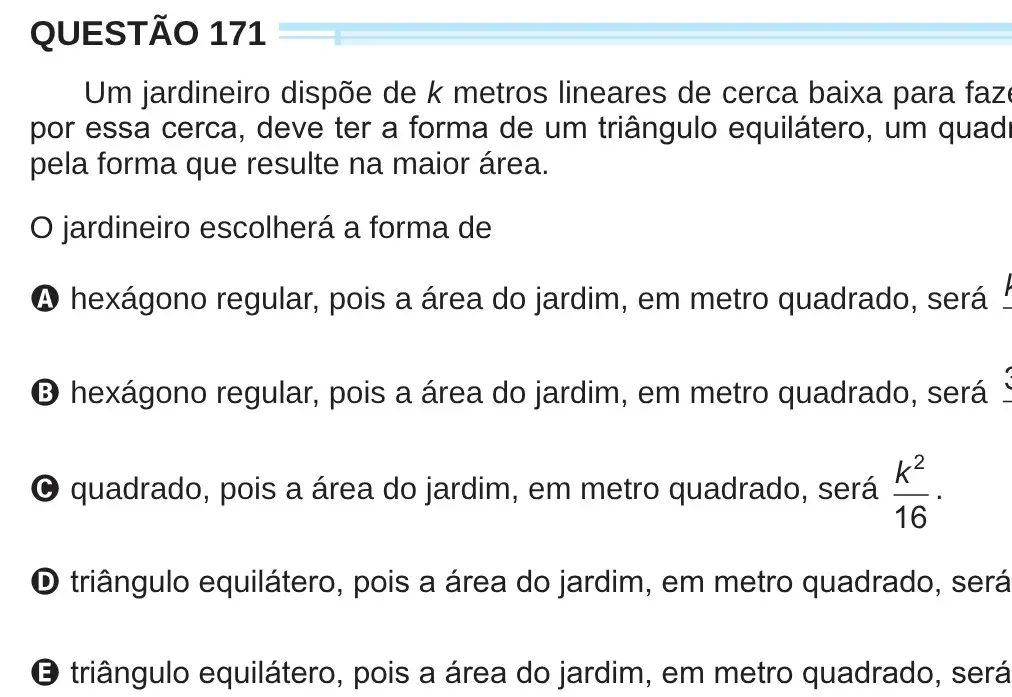 QUESTÃO 171
Um jardineiro dispõe de k metros lineares de cerca baixa para
por essa cerca, deve ter a forma de um triângulo equilátero, um
pela forma que resulte na maior área.
O jardineiro escolherá a forma de
A hexágono regular, pois a área do jardim, em metro quadrado, será
B hexágono regular, pois a área do jardim, em metro quadrado, será
C quadrado, pois a área do jardim, em metro quadrado, será k²/16.
D triângulo equilátero, pois a área do jardim, em metro quadrado, será
E triângulo equilátero, pois a área do jardim, em metro quadrado, será